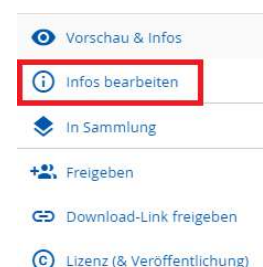 Vorschau & Infos
Infos bearbeiten
In Sammlung
Freigeben
Download-Link freigeben
Lizenz (& Veröffentlichung)